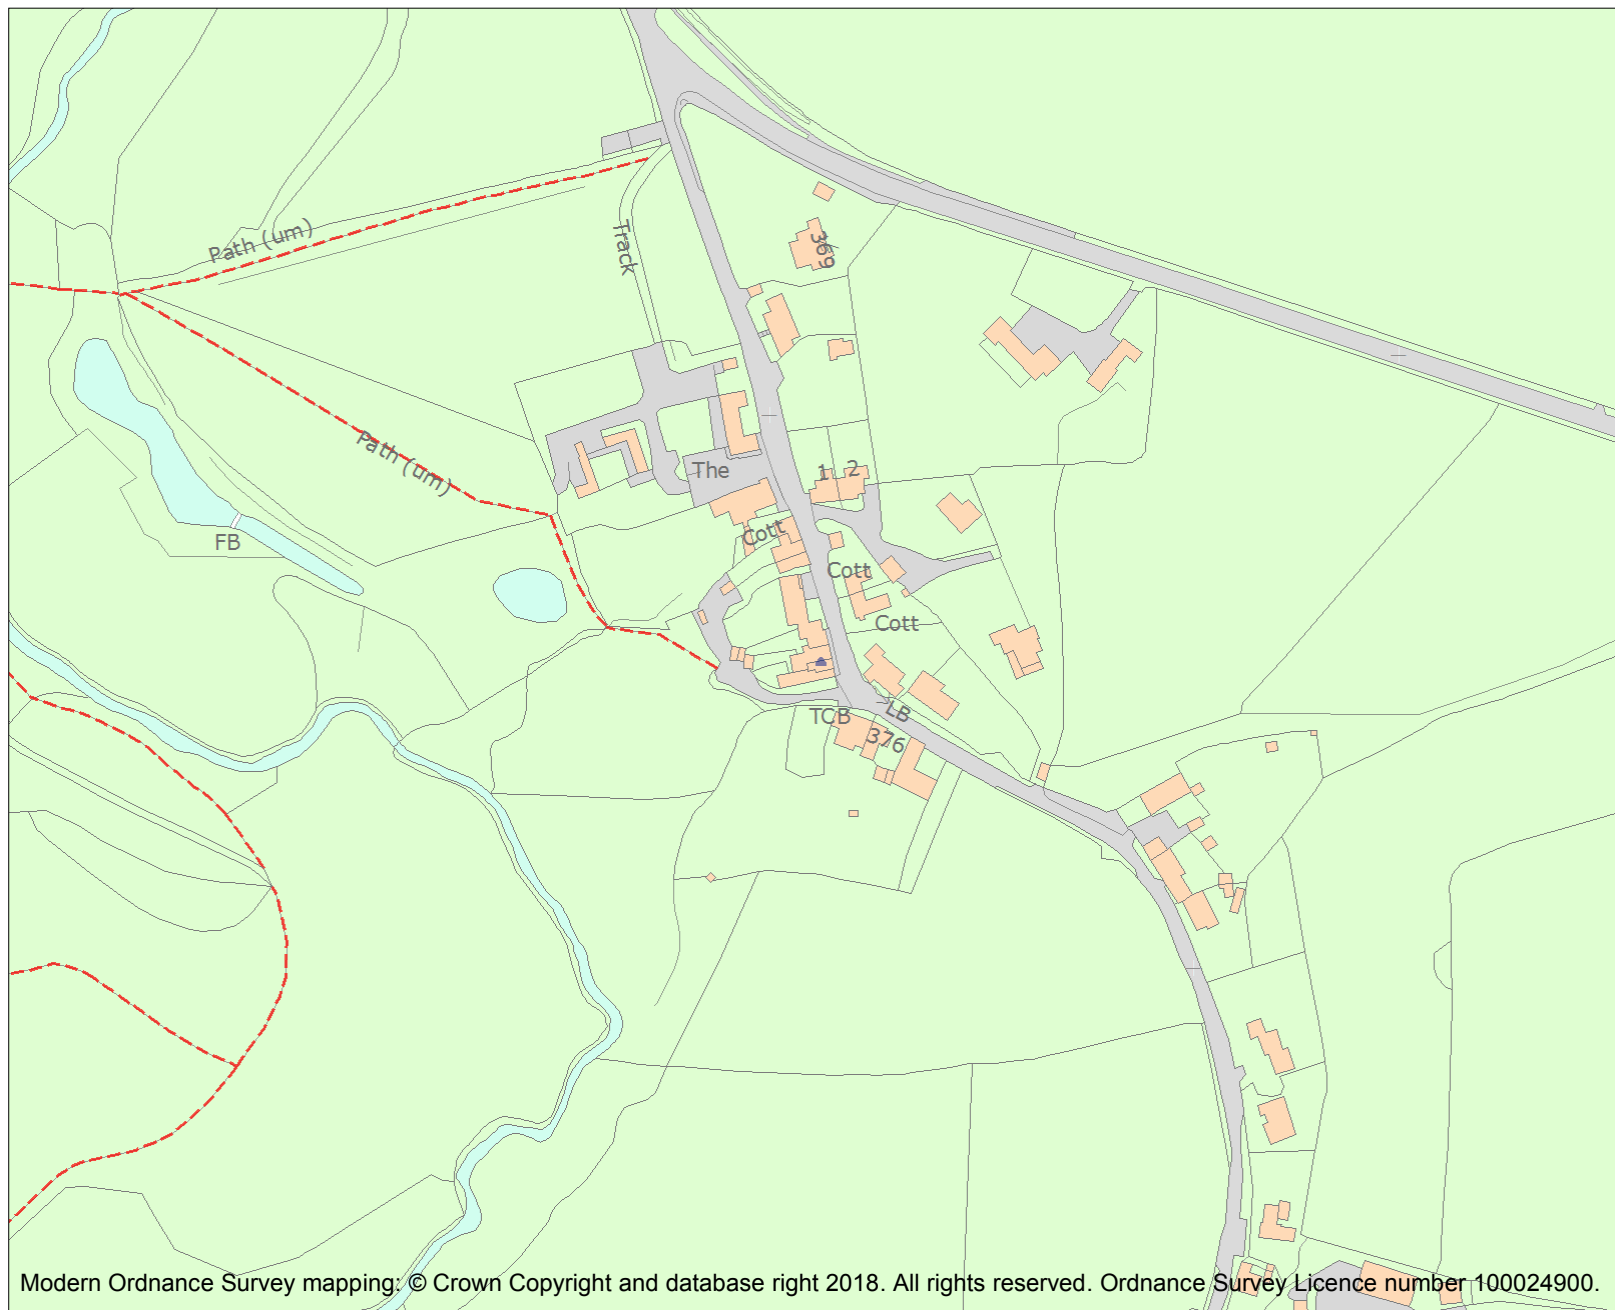 Path (um)
Track
369
Path (um)
The
1
2
Cott
FB
Cott
Cott
LB
TCB
376
Modern Ordnance Survey mapping: © Crown Copyright and database right 2018. All rights reserved. Ordnance Survey Licence number 100024900.